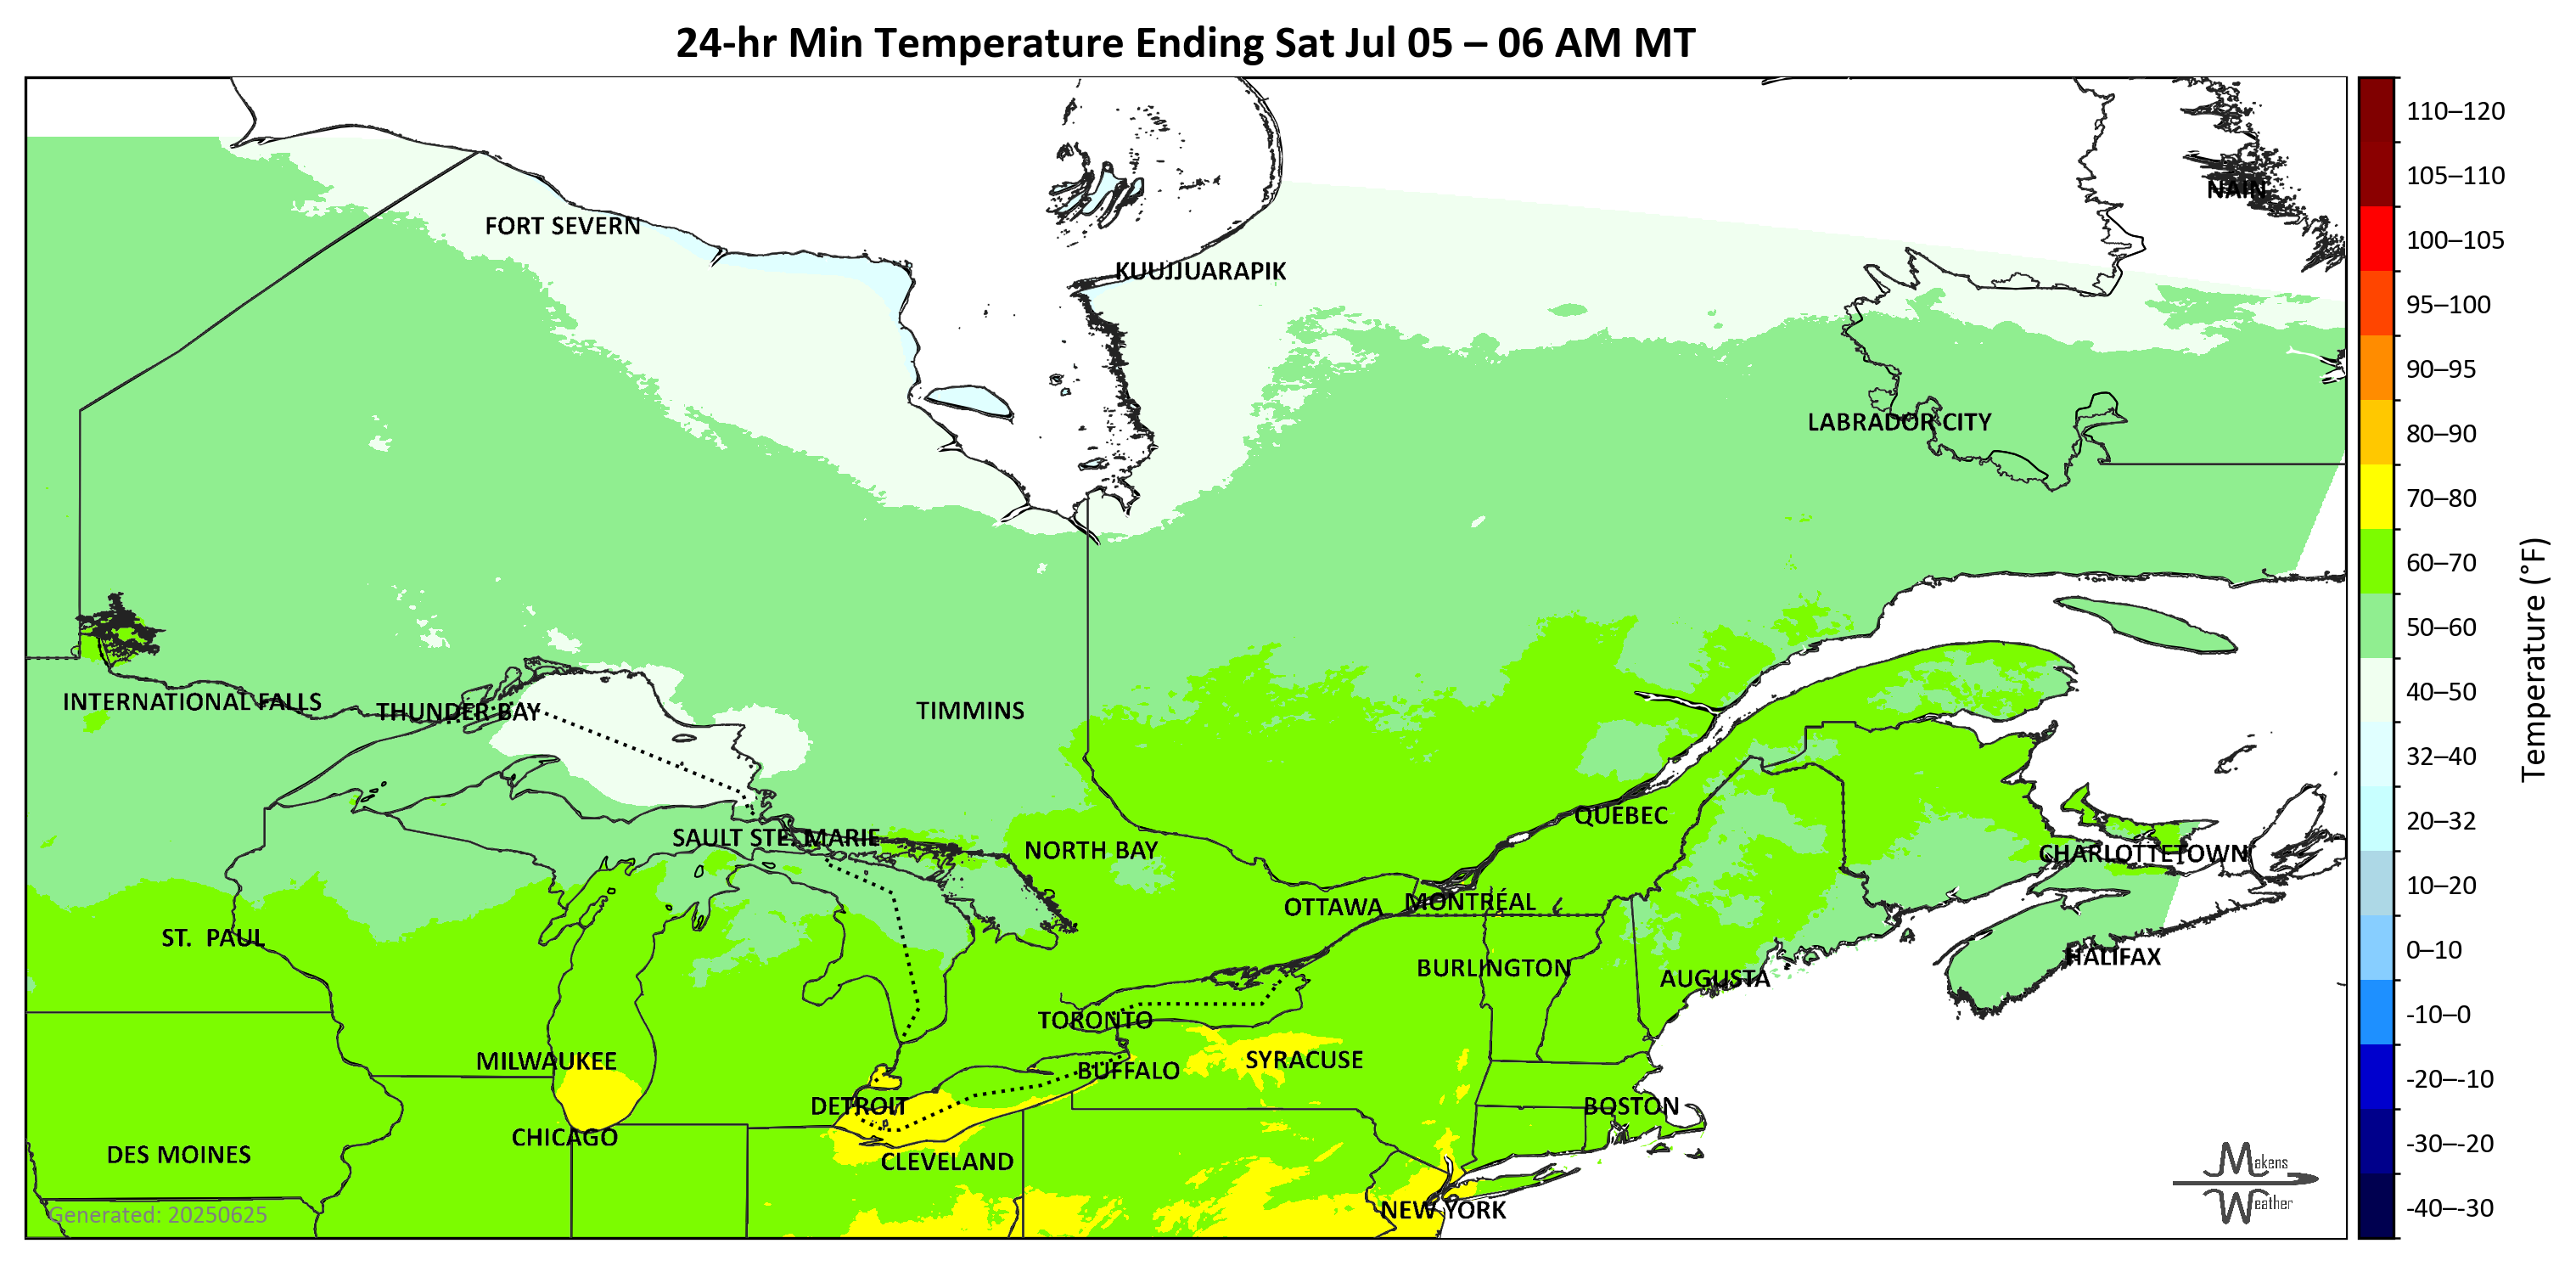 24-hr Min Temperature Ending Sat Jul 05 – 06 AM MT
NAIN
FORT SEVERN
KUUJJUARAPIK
LABRADOR CITY
INTERNATIONAL FALLS
THUNDER BAY
TIMMINS
QUÉBEC
SAULT STE. MARIE
NORTH BAY
CHARLOTTETOWN
OTTAWA
MONTRÉAL
ST. PAUL
HALIFAX
BURLINGTON
AUGUSTA
TORONTO
MILWAUKEE
SYRACUSE
BUFFALO
DETROIT
BOSTON
CHICAGO
DES MOINES
CLEVELAND
NEW YORK
Generated: 20250625
Makens
Weather
110–120
105–110
100–105
95–100
90–95
80–90
70–80
60–70
50–60
40–50
32–40
20–32
10–20
0–10
-10–0
-20–-10
-30–-20
-40–-30
Temperature (°F)